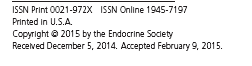 ISSN Print 0021-972X ISSN Online 1945-7197
Printed in U.S.A.
Copyright © 2015 by the Endocrine Society
Received December 5, 2014. Accepted February 9, 2015.